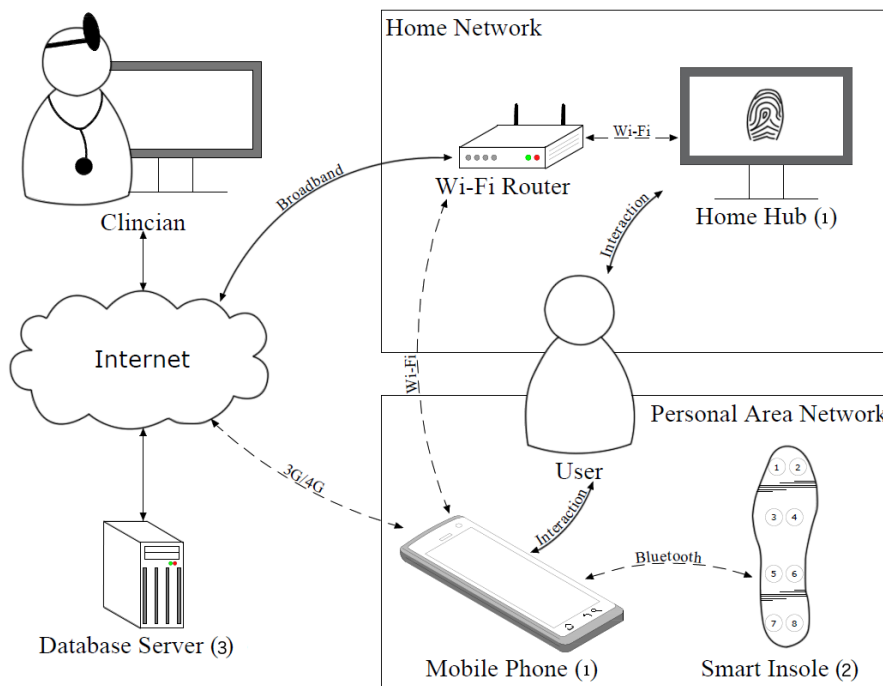 Home Network
Wi-Fi
Wi-Fi Router
Home Hub (1)
Clincian
Broadband
Interaction
Internet
Wi-Fi
Personal Area Network
User
1 2
3G/4G
3 4
Interaction
Bluetooth
5 6
7 8
Database Server (3)
Mobile Phone (1)
Smart Insole (2)